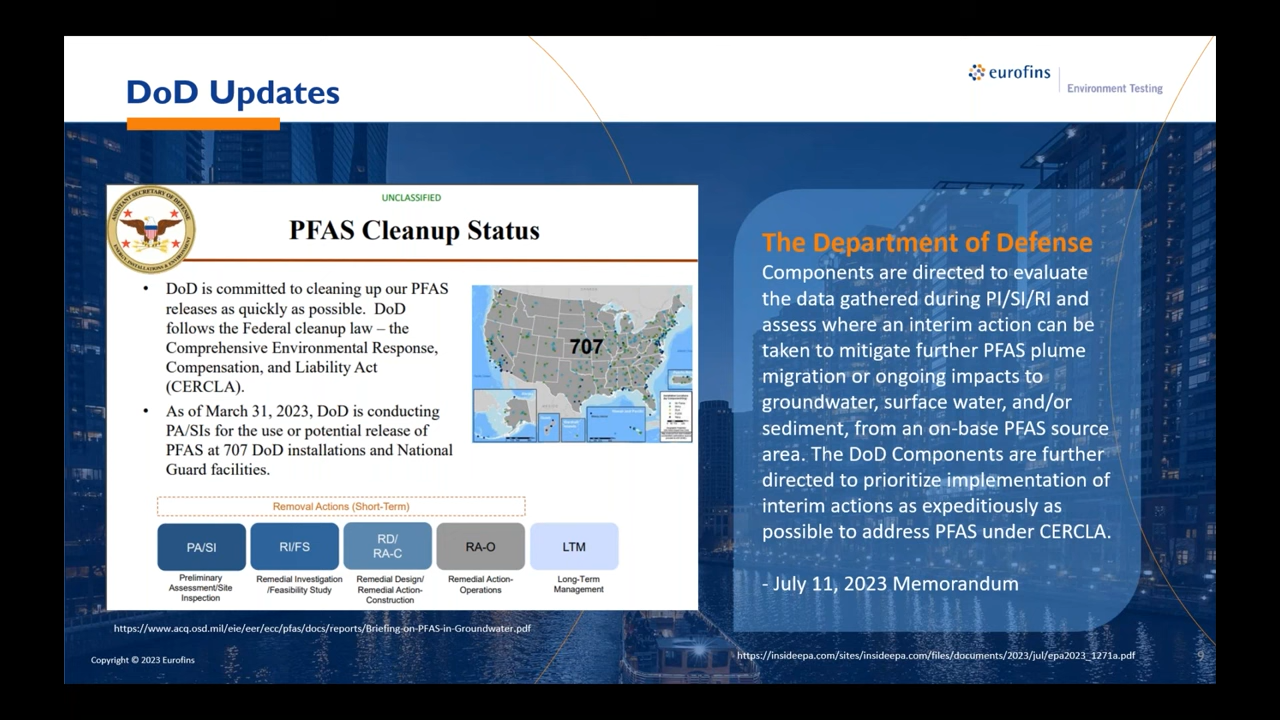 DoD Updates
eurofins
Environment Testing
UNCLASSIFIED
PFAS Cleanup Status
• DoD is committed to cleaning up our PFAS
releases as quickly as possible. DoD
follows the Federal cleanup law – the
Comprehensive Environmental Response,
Compensation, and Liability Act
(CERCLA).
• As of March 31, 2023, DoD is conducting
PA/SIs for the use or potential release of
PFAS at 707 DoD installations and National
Guard facilities.
707
Removal Actions (Short-Term)
PA/SI
RI/FS
RD/
RA-C
RA-O
LTM
Preliminary
Assessment/Site
Inspection
Remedial Investigation
/Feasibility Study
Remedial Design/
Remedial Action-
Construction
Remedial Action-
Operations
Long-Term
Management
https://www.acq.osd.mil/eie/eer/ecc/pfas/docs/reports/Briefing-on-PFAS-in-Groundwater.pdf
The Department of Defense
Components are directed to evaluate
the data gathered during PI/SI/RI and
assess where an interim action can be
taken to mitigate further PFAS plume
migration or ongoing impacts to
groundwater, surface water, and/or
sediment, from an on-base PFAS source
area. The DoD Components are further
directed to prioritize implementation of
interim actions as expeditiously as
possible to address PFAS under CERCLA.
- July 11, 2023 Memorandum
https://insideepa.com/sites/insideepa.com/files/documents/2023/jul/epa2023_1271a.pdf
Copyright © 2023 Eurofins
9
ASSISTANT SECRETARY OF DEFENSE
ENERGY, INSTALLATIONS & ENVIRONMENT